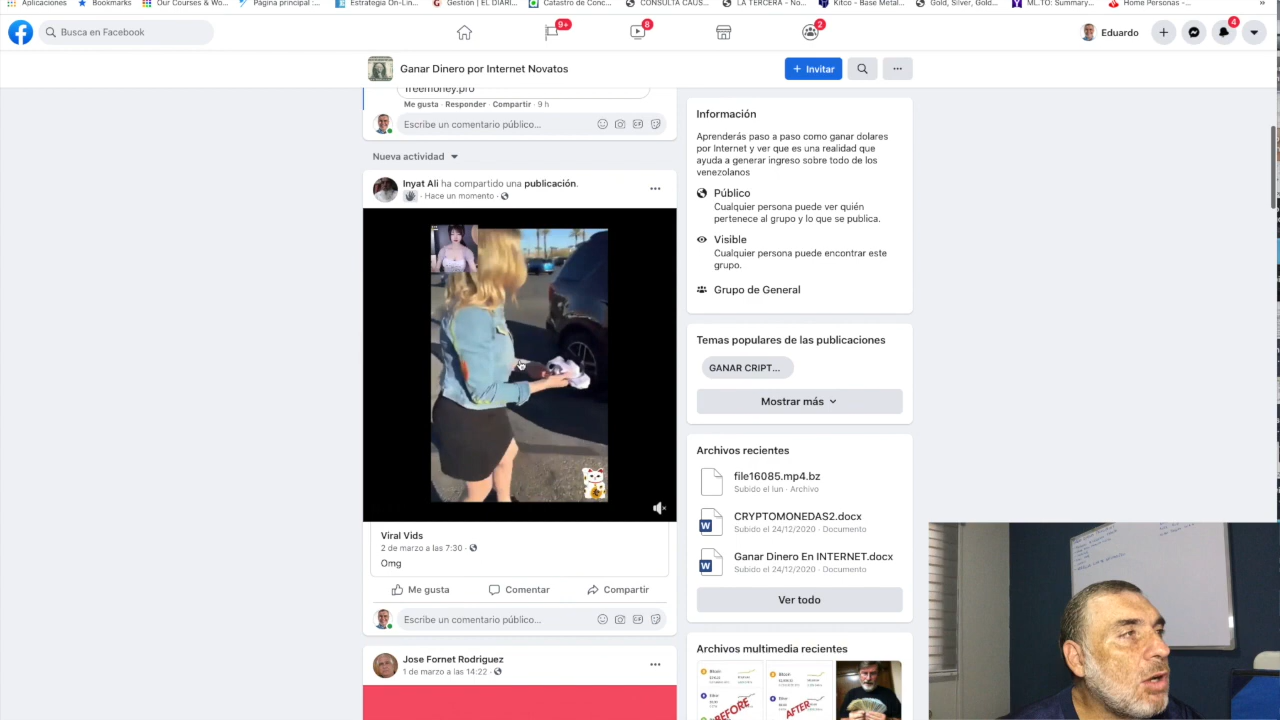 Aplicaciones
Bookmarks
Our Courses & Wo...
Página principal :...
Estrategia On-Lin...
Gestión | EL DIARI...
Catastro de Conc...
CONSULTA CAUS...
LA TERCERA - No...
Kitco - Base Metal...
Gold, Silver, Gold...
ML.TO: Summary...
Home Personas -...
»
Busca en Facebook
9+
8
2
Eduardo
4
Ganar Dinero por Internet Novatos
+ Invitar
freemoney.pro
Me gusta · Responder · Compartir · 9 h
Escribe un comentario público...
Nueva actividad
Inyat Ali ha compartido una publicación.
· Hace un momento ·
Viral Vids
2 de marzo a las 7:30 ·
Omg
Me gusta
Comentar
Compartir
Escribe un comentario público...
Jose Fornet Rodriguez
1 de marzo a las 14:22 ·
Información
Aprenderás paso a paso como ganar dolares
por Internet y ver que es una realidad que
ayuda a generar ingreso sobre todo de los
venezolanos
Público
Cualquier persona puede ver quién
pertenece al grupo y lo que se publica.
Visible
Cualquier persona puede encontrar este
grupo.
Grupo de General
Temas populares de las publicaciones
GANAR CRIPT...
Mostrar más
Archivos recientes
file16085.mp4.bz
Subido el lun · Archivo
CRYPTOMONEDAS2.docx
Subido el 24/12/2020 · Documento
Ganar Dinero En INTERNET.docx
Subido el 24/12/2020 · Documento
Ver todo
Archivos multimedia recientes
BEFORE
AFTER